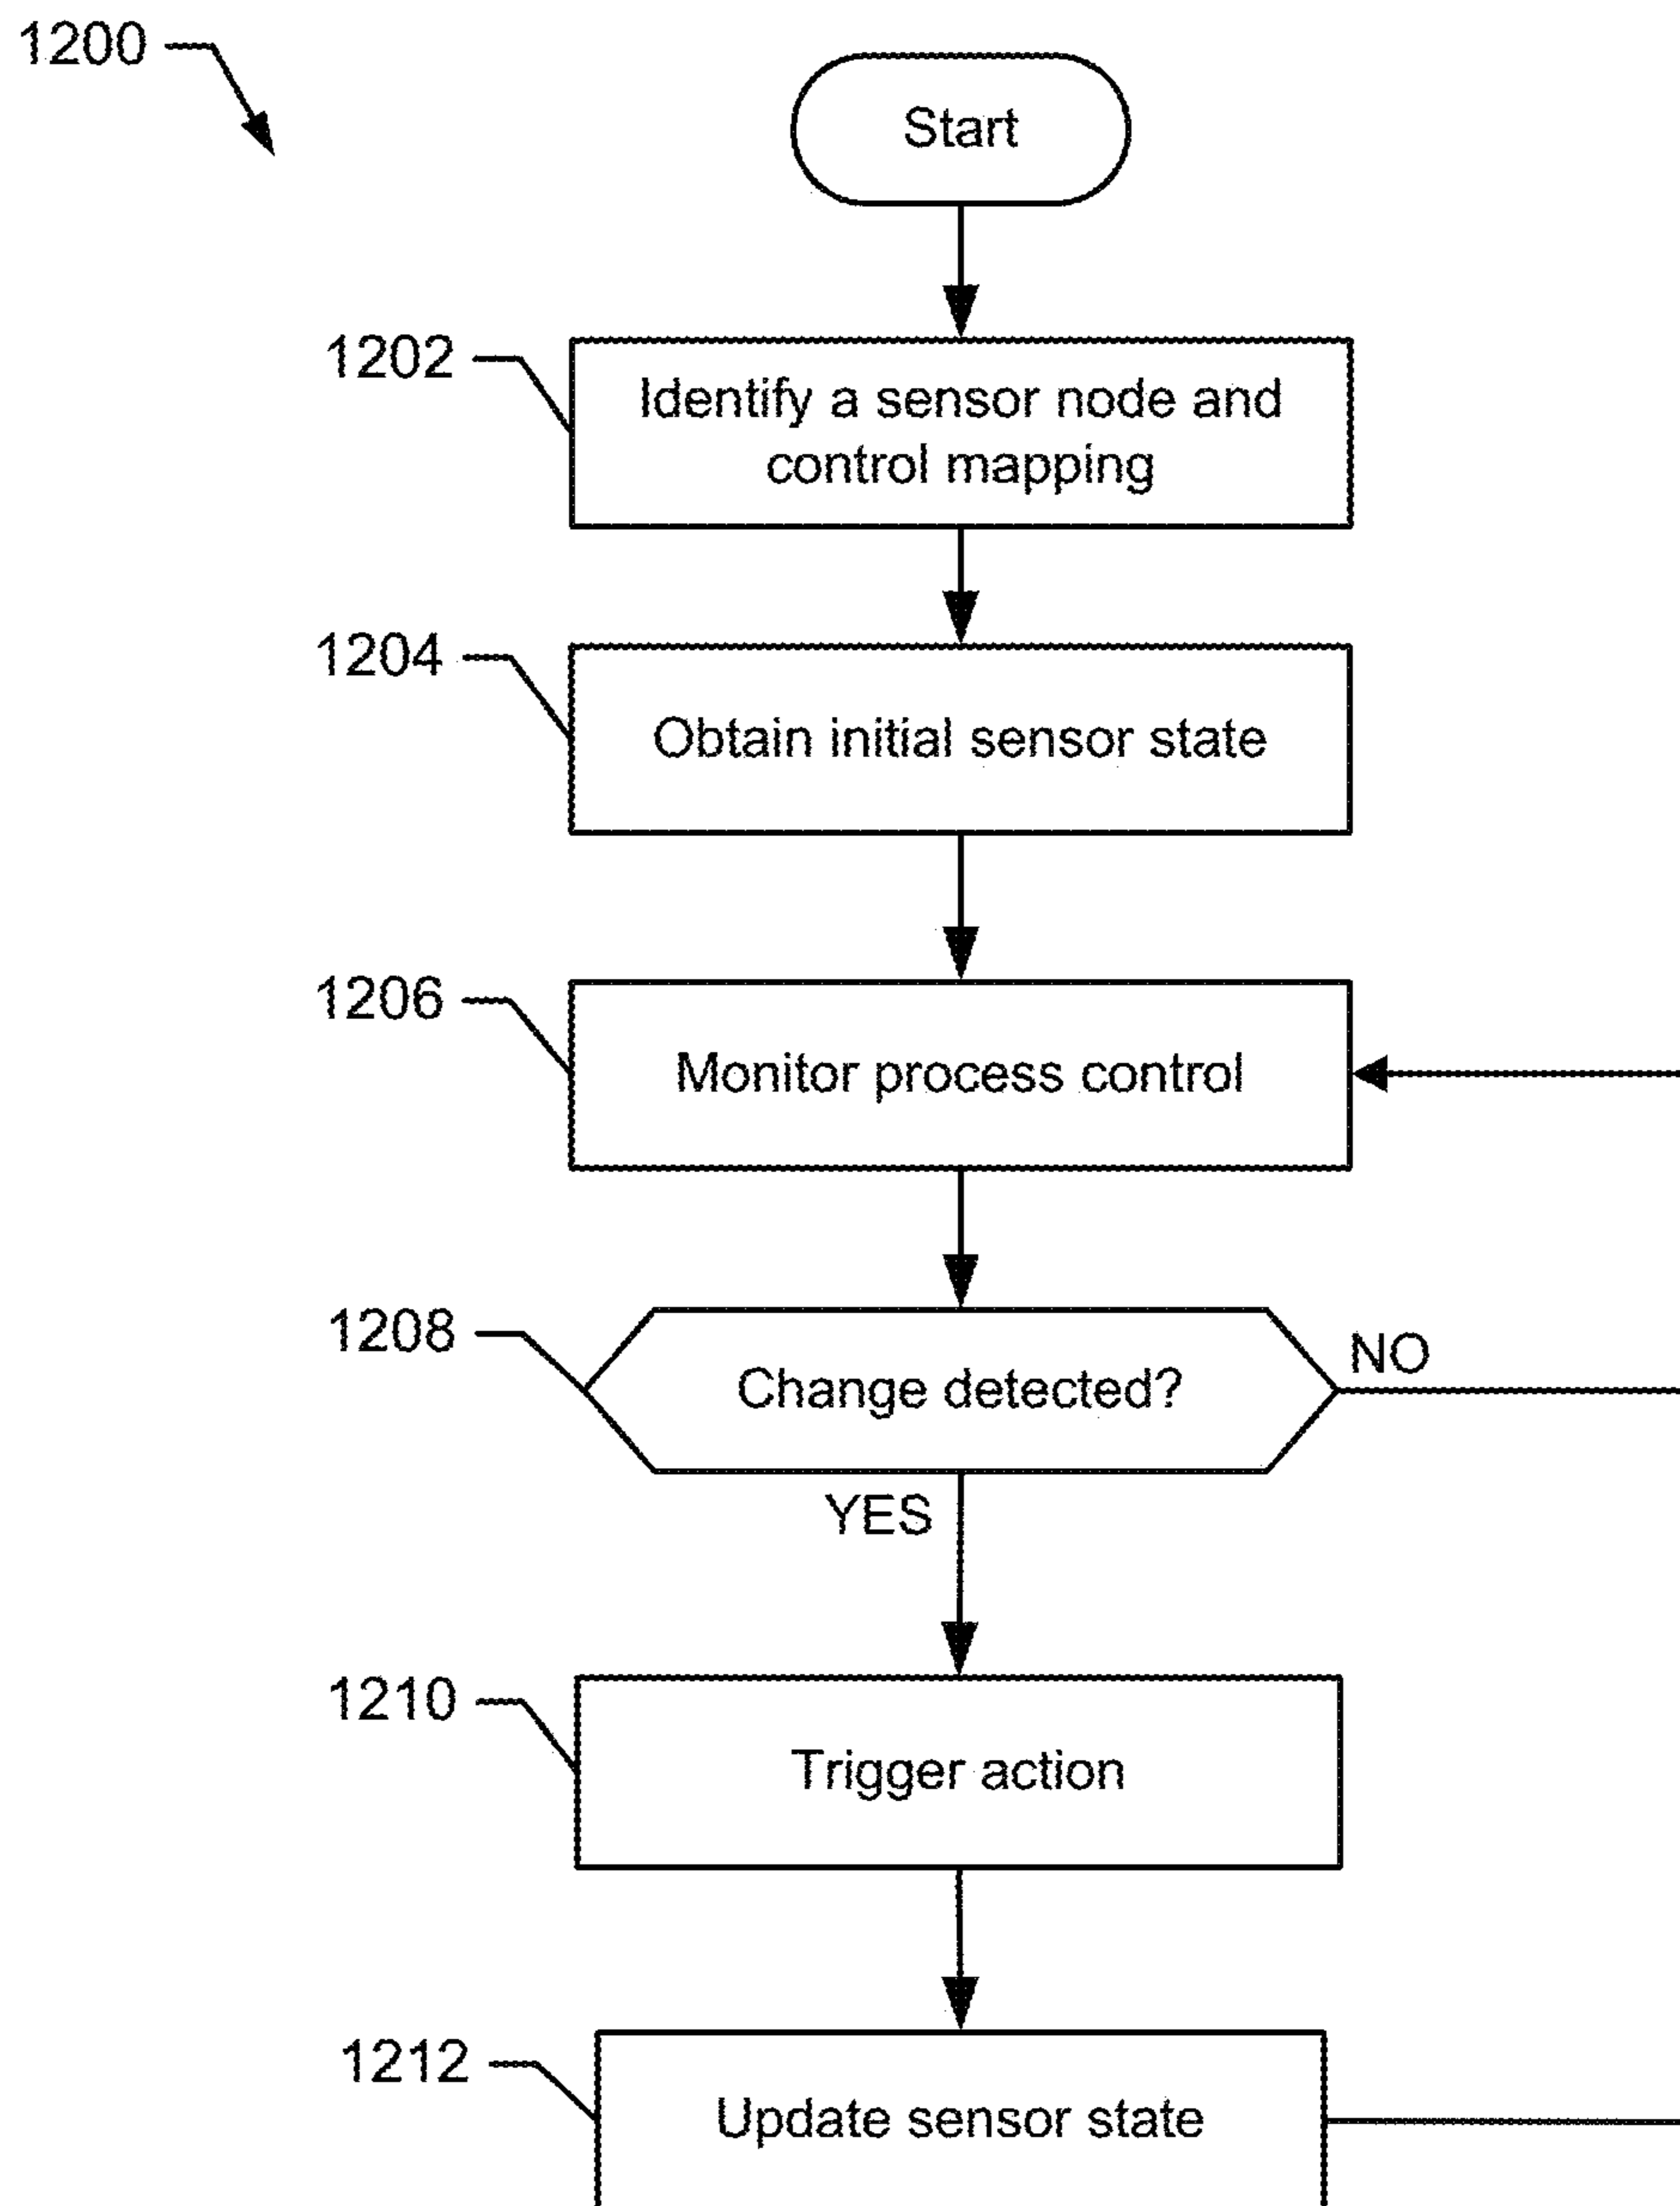 1200
Start
1202
Identify a sensor node and
control mapping
1204
Obtain initial sensor state
1206
Monitor process control
1208
Change detected?
NO
YES
1210
Trigger action
1212
Update sensor state